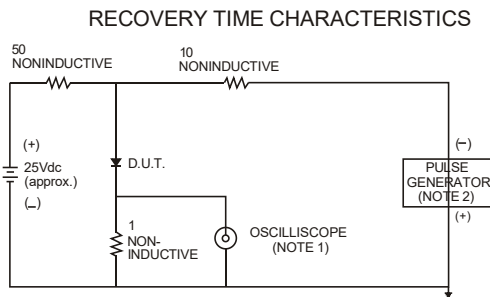 RECOVERY TIME CHARACTERISTICS
50
NONINDUCTIVE
10
NONINDUCTIVE
(+)
25Vdc
(approx.)
(–)
D.U.T.
1
NON-
INDUCTIVE
OSCILLISCOPE
(NOTE 1)
(–)
PULSE
GENERATOR
(NOTE 2)
(+)